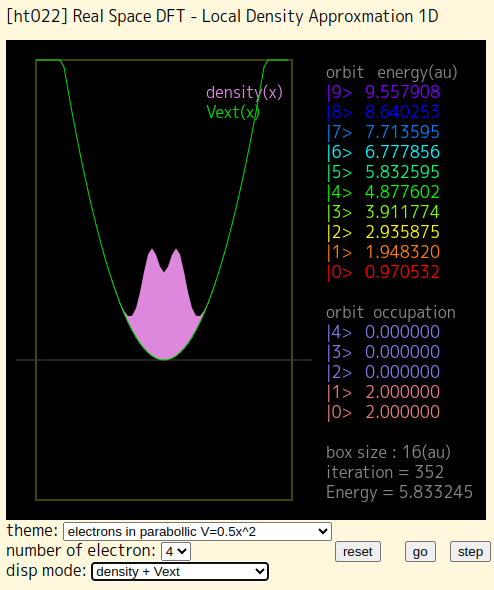 [ht022] Real Space DFT - Local Density Approxmation 1D
density(x)
Vext(x)
orbit energy(au)
|9> 9.557908
|8> 8.640253
|7> 7.713595
|6> 6.777856
|5> 5.832595
|4> 4.877602
|3> 3.911774
|2> 2.935875
|1> 1.948320
|0> 0.970532
orbit occupation
|4> 0.000000
|3> 0.000000
|2> 0.000000
|1> 2.000000
|0> 2.000000
box size : 16(au)
iteration = 352
Energy = 5.833245
theme: electrons in parabollic V=0.5x^2
number of electron: 4 reset go step
disp mode: density + Vext